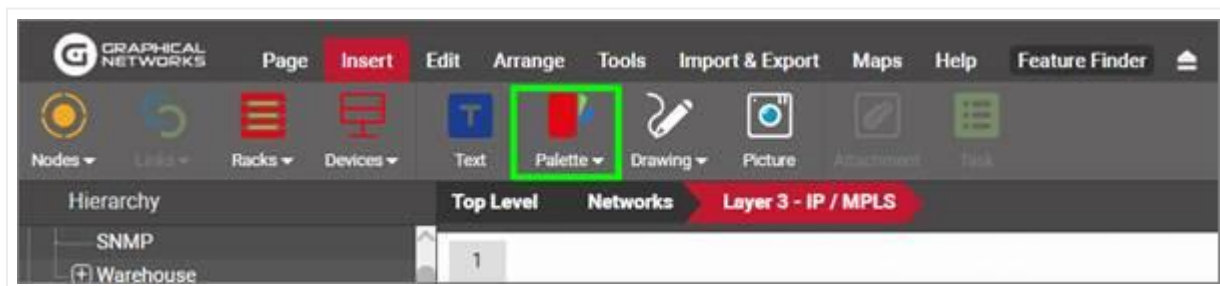 GRAPHICAL NETWORKS
Page Insert Edit Arrange Tools Import & Export Maps Help Feature Finder
Nodes Links Racks Devices Text Palette Drawing Picture Attachment Task
Hierarchy Top Level Networks Layer 3 - IP / MPLS
SNMP
1
Warehouse